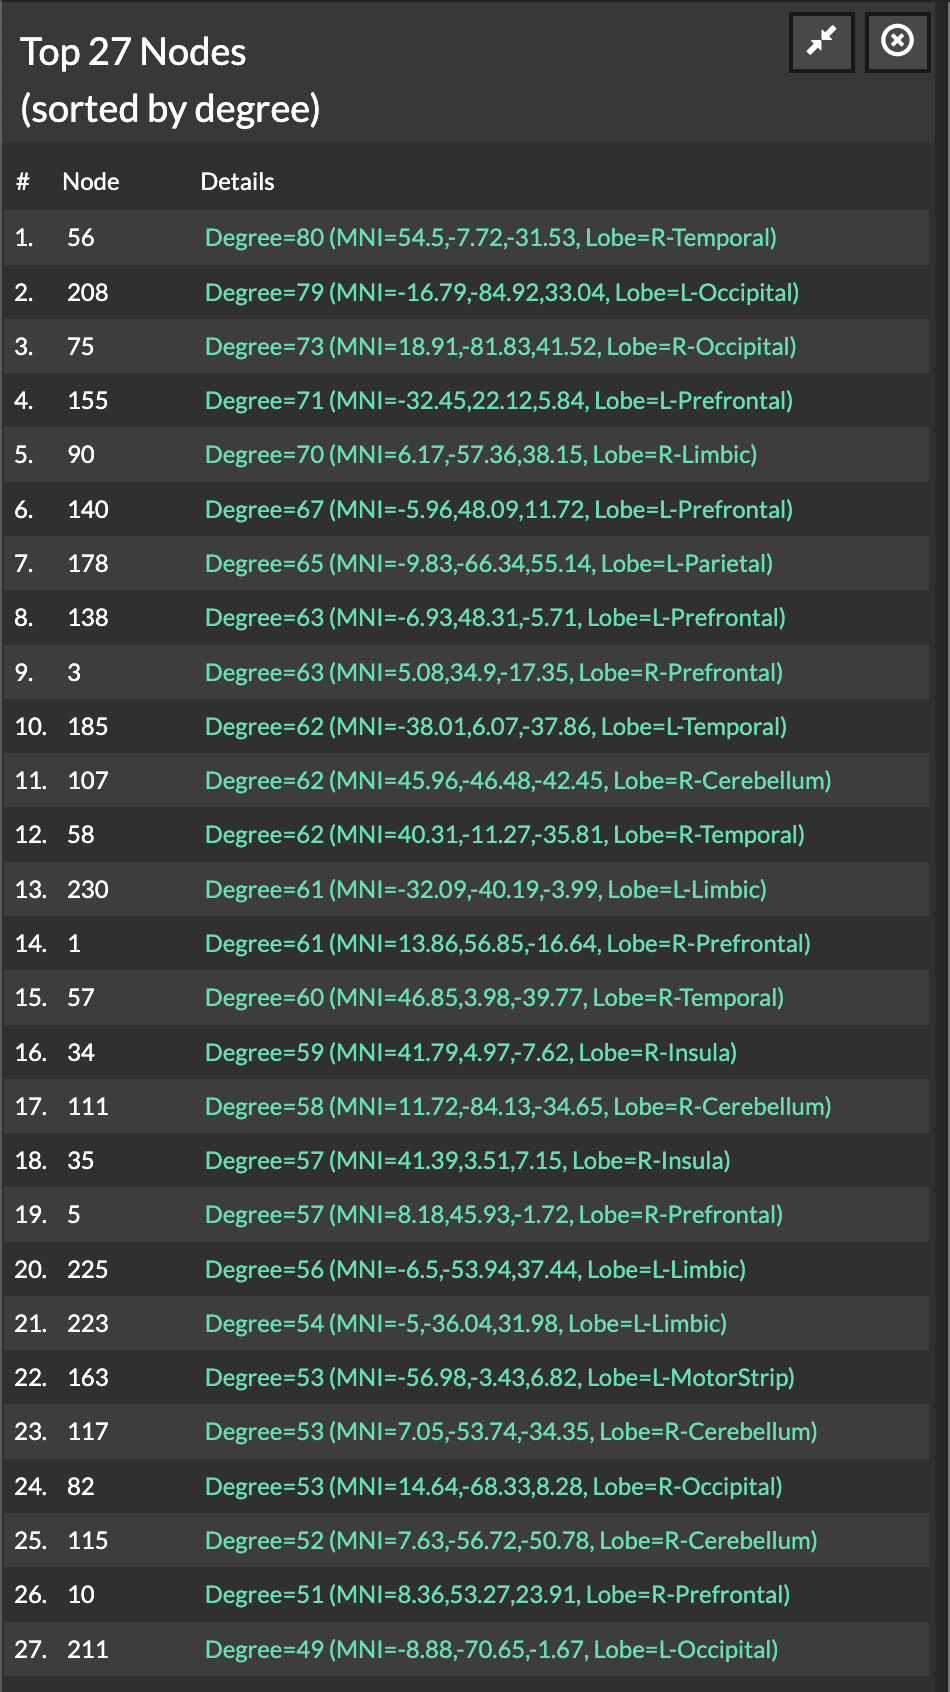 Top 27 Nodes
(sorted by degree)
# Node Details
1. 56 Degree=80 (MNI=54.5,-7.72,-31.53, Lobe=R-Temporal)
2. 208 Degree=79 (MNI=-16.79,-84.92,33.04, Lobe=L-Occipital)
3. 75 Degree=73 (MNI=18.91,-81.83,41.52, Lobe=R-Occipital)
4. 155 Degree=71 (MNI=-32.45,22.12,5.84, Lobe=L-Prefrontal)
5. 90 Degree=70 (MNI=6.17,-57.36,38.15, Lobe=R-Limbic)
6. 140 Degree=67 (MNI=-5.96,48.09,11.72, Lobe=L-Prefrontal)
7. 178 Degree=65 (MNI=-9.83,-66.34,55.14, Lobe=L-Parietal)
8. 138 Degree=63 (MNI=-6.93,48.31,-5.71, Lobe=L-Prefrontal)
9. 3 Degree=63 (MNI=5.08,34.9,-17.35, Lobe=R-Prefrontal)
10. 185 Degree=62 (MNI=-38.01,6.07,-37.86, Lobe=L-Temporal)
11. 107 Degree=62 (MNI=45.96,-46.48,-42.45, Lobe=R-Cerebellum)
12. 58 Degree=62 (MNI=40.31,-11.27,-35.81, Lobe=R-Temporal)
13. 230 Degree=61 (MNI=-32.09,-40.19,-3.99, Lobe=L-Limbic)
14. 1 Degree=61 (MNI=13.86,56.85,-16.64, Lobe=R-Prefrontal)
15. 57 Degree=60 (MNI=46.85,3.98,-39.77, Lobe=R-Temporal)
16. 34 Degree=59 (MNI=41.79,4.97,-7.62, Lobe=R-Insula)
17. 111 Degree=58 (MNI=11.72,-84.13,-34.65, Lobe=R-Cerebellum)
18. 35 Degree=57 (MNI=41.39,3.51,7.15, Lobe=R-Insula)
19. 5 Degree=57 (MNI=8.18,45.93,-1.72, Lobe=R-Prefrontal)
20. 225 Degree=56 (MNI=-6.5,-53.94,37.44, Lobe=L-Limbic)
21. 223 Degree=54 (MNI=-5,-36.04,31.98, Lobe=L-Limbic)
22. 163 Degree=53 (MNI=-56.98,-3.43,6.82, Lobe=L-MotorStrip)
23. 117 Degree=53 (MNI=7.05,-53.74,-34.35, Lobe=R-Cerebellum)
24. 82 Degree=53 (MNI=14.64,-68.33,8.28, Lobe=R-Occipital)
25. 115 Degree=52 (MNI=7.63,-56.72,-50.78, Lobe=R-Cerebellum)
26. 10 Degree=51 (MNI=8.36,53.27,23.91, Lobe=R-Prefrontal)
27. 211 Degree=49 (MNI=-8.88,-70.65,-1.67, Lobe=L-Occipital)